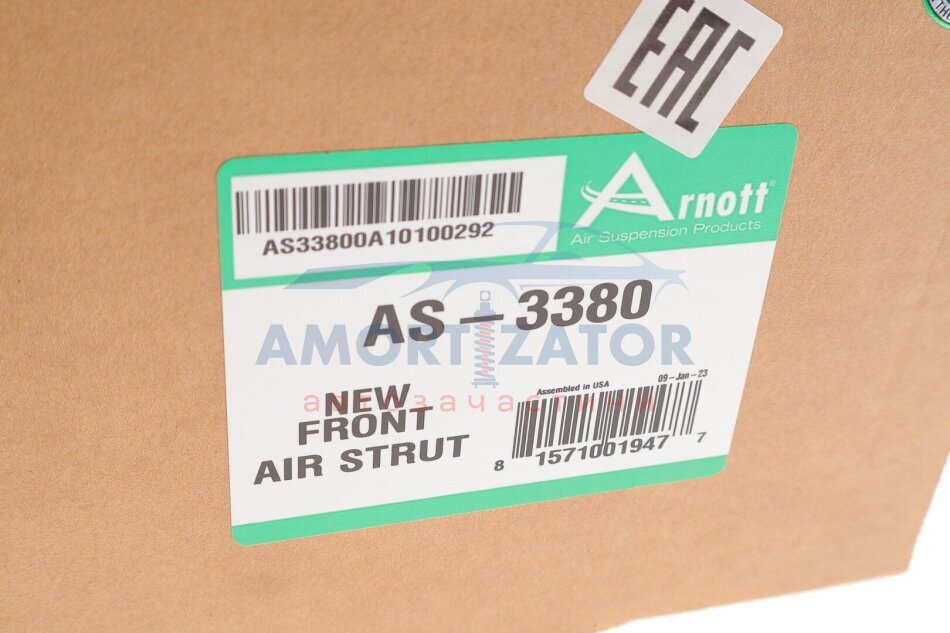 EAC
Arnott®
Air Suspension Products
AS33800A10100292
AS-3380
AMORTIZATOR
автозачастини
NEW
FRONT
AIR STRUT
Assembled in USA
09-Jan-23
8 1571001947 7